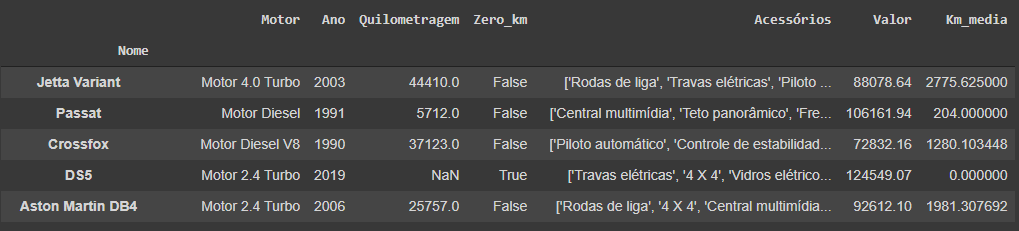 Motor Ano Quilometragem Zero_km Acessórios Valor Km_media
Nome
Jetta Variant Motor 4.0 Turbo 2003 44410.0 False ['Rodas de liga', 'Travas elétricas', 'Piloto ... 88078.64 2775.625000
Passat Motor Diesel 1991 5712.0 False ['Central multimídia', 'Teto panorâmico', 'Fre... 106161.94 204.000000
Crossfox Motor Diesel V8 1990 37123.0 False ['Piloto automático', 'Controle de estabilidad... 72832.16 1280.103448
DS5 Motor 2.4 Turbo 2019 NaN True ['Travas elétricas', '4 X 4', 'Vidros elétrico... 124549.07 0.000000
Aston Martin DB4 Motor 2.4 Turbo 2006 25757.0 False ['Rodas de liga', '4 X 4', 'Central multimídia... 92612.10 1981.307692